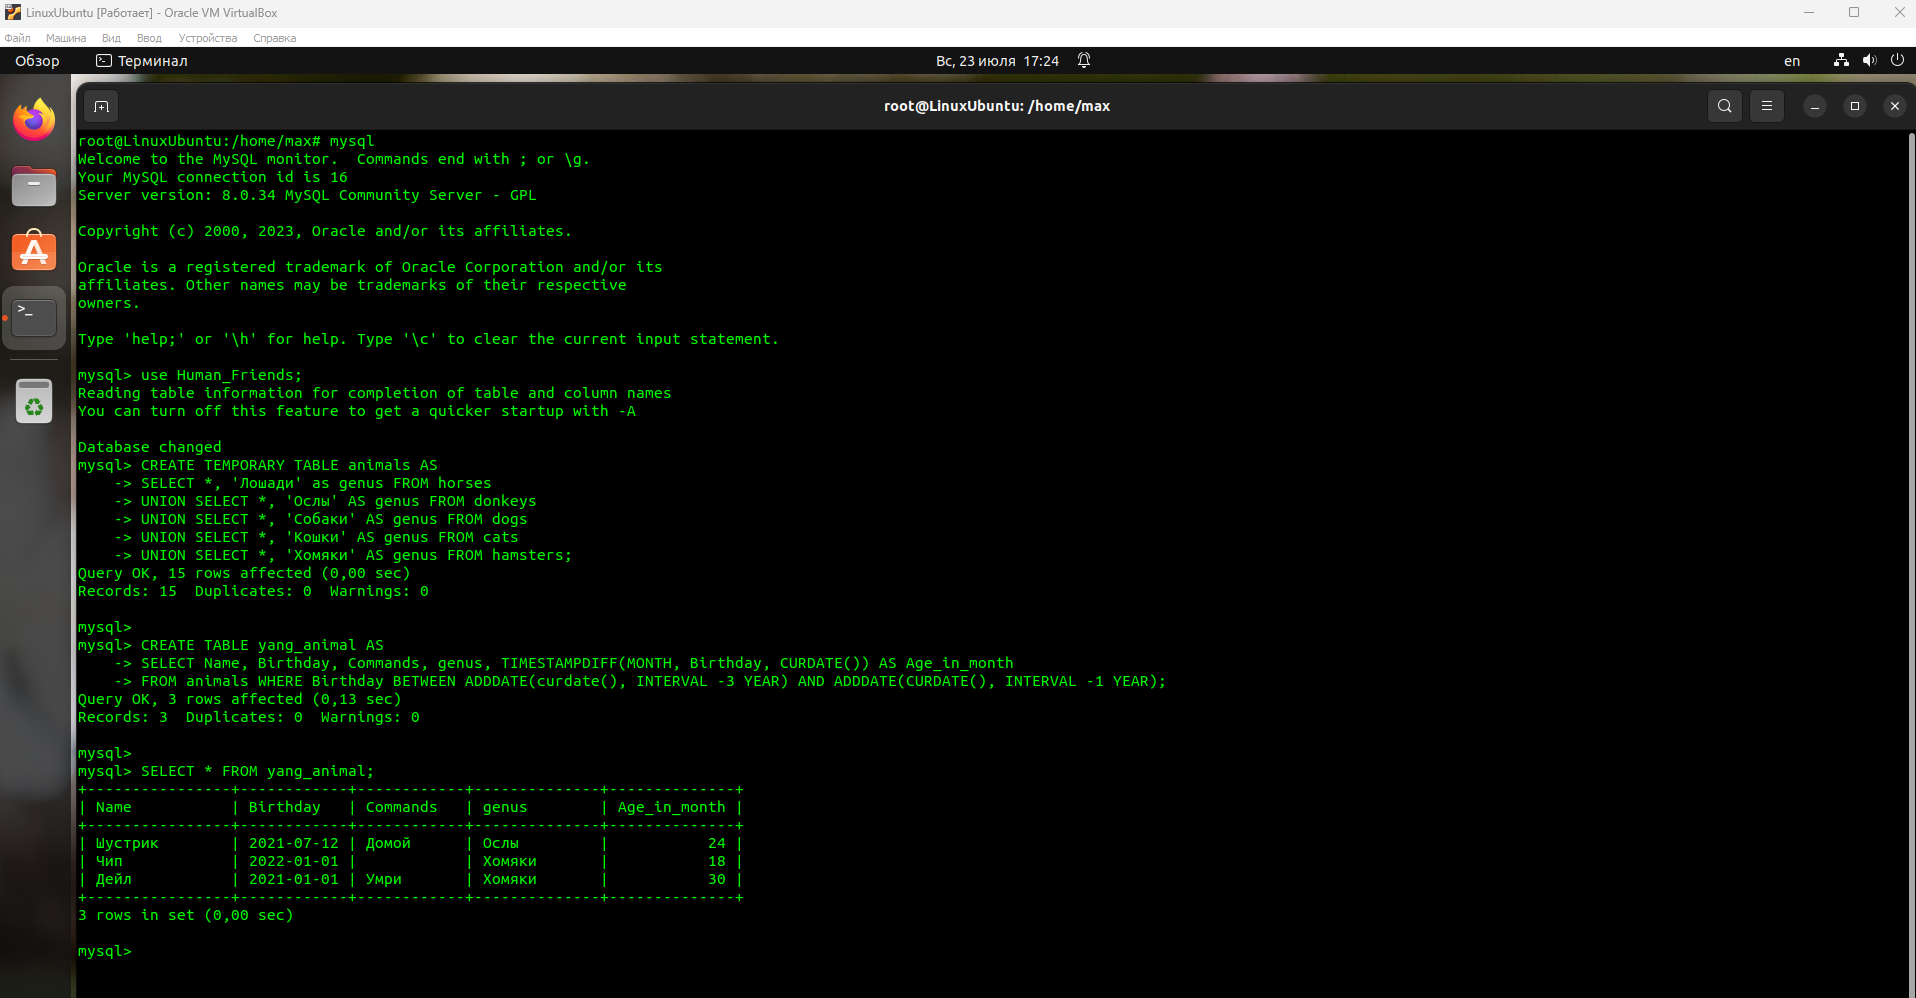 LinuxUbuntu [Работает] - Oracle VM VirtualBox
Файл Машина Вид Ввод Устройства Справка
Обзор Терминал Вс, 23 июля 17:24 en
root@LinuxUbuntu: /home/max
root@LinuxUbuntu:/home/max# mysql
Welcome to the MySQL monitor.  Commands end with ; or \g.
Your MySQL connection id is 16
Server version: 8.0.34 MySQL Community Server - GPL
Copyright (c) 2000, 2023, Oracle and/or its affiliates.
Oracle is a registered trademark of Oracle Corporation and/or its
affiliates. Other names may be trademarks of their respective
owners.
Type 'help;' or '\h' for help. Type '\c' to clear the current input statement.
mysql> use Human_Friends;
Reading table information for completion of table and column names
You can turn off this feature to get a quicker startup with -A
Database changed
mysql> CREATE TEMPORARY TABLE animals AS
    -> SELECT *, 'Лошади' as genus FROM horses
    -> UNION SELECT *, 'Ослы' AS genus FROM donkeys
    -> UNION SELECT *, 'Собаки' AS genus FROM dogs
    -> UNION SELECT *, 'Кошки' AS genus FROM cats
    -> UNION SELECT *, 'Хомяки' AS genus FROM hamsters;
Query OK, 15 rows affected (0,00 sec)
Records: 15  Duplicates: 0  Warnings: 0
mysql>
mysql> CREATE TABLE yang_animal AS
    -> SELECT Name, Birthday, Commands, genus, TIMESTAMPDIFF(MONTH, Birthday, CURDATE()) AS Age_in_month
    -> FROM animals WHERE Birthday BETWEEN ADDDATE(curdate(), INTERVAL -3 YEAR) AND ADDDATE(CURDATE(), INTERVAL -1 YEAR);
Query OK, 3 rows affected (0,13 sec)
Records: 3  Duplicates: 0  Warnings: 0
mysql>
mysql> SELECT * FROM yang_animal;
+----------------+------------+------------+--------------+--------------+
| Name           | Birthday   | Commands   | genus        | Age_in_month |
+----------------+------------+------------+--------------+--------------+
| Шустрик        | 2021-07-12 | Домой      | Ослы         |           24 |
| Чип            | 2022-01-01 |            | Хомяки       |           18 |
| Дейл           | 2021-01-01 | Умри       | Хомяки       |           30 |
+----------------+------------+------------+--------------+--------------+
3 rows in set (0,00 sec)
mysql>